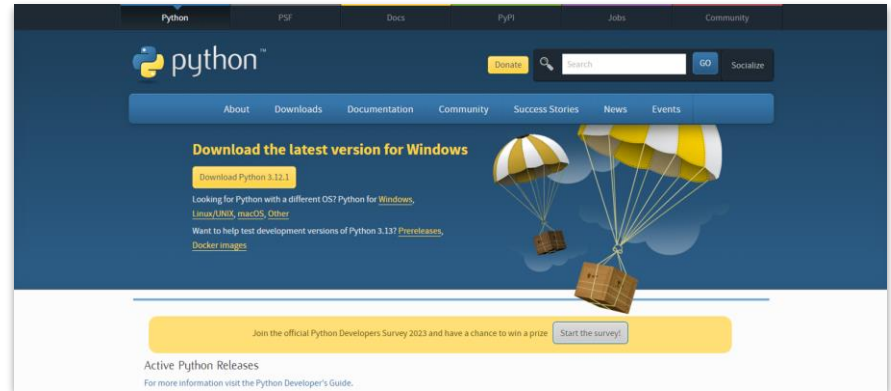 Python
PSF
Docs
PyPI
Jobs
Community
python™
Donate
Search
GO
Socialize
About
Downloads
Documentation
Community
Success Stories
News
Events
Download the latest version for Windows
Download Python 3.12.1
Looking for Python with a different OS? Python for Windows,
Linux/UNIX, macOS, Other
Want to help test development versions of Python 3.13? Prereleases,
Docker images
Join the official Python Developers Survey 2023 and have a chance to win a prize
Start the survey!
Active Python Releases
For more information visit the Python Developer's Guide.